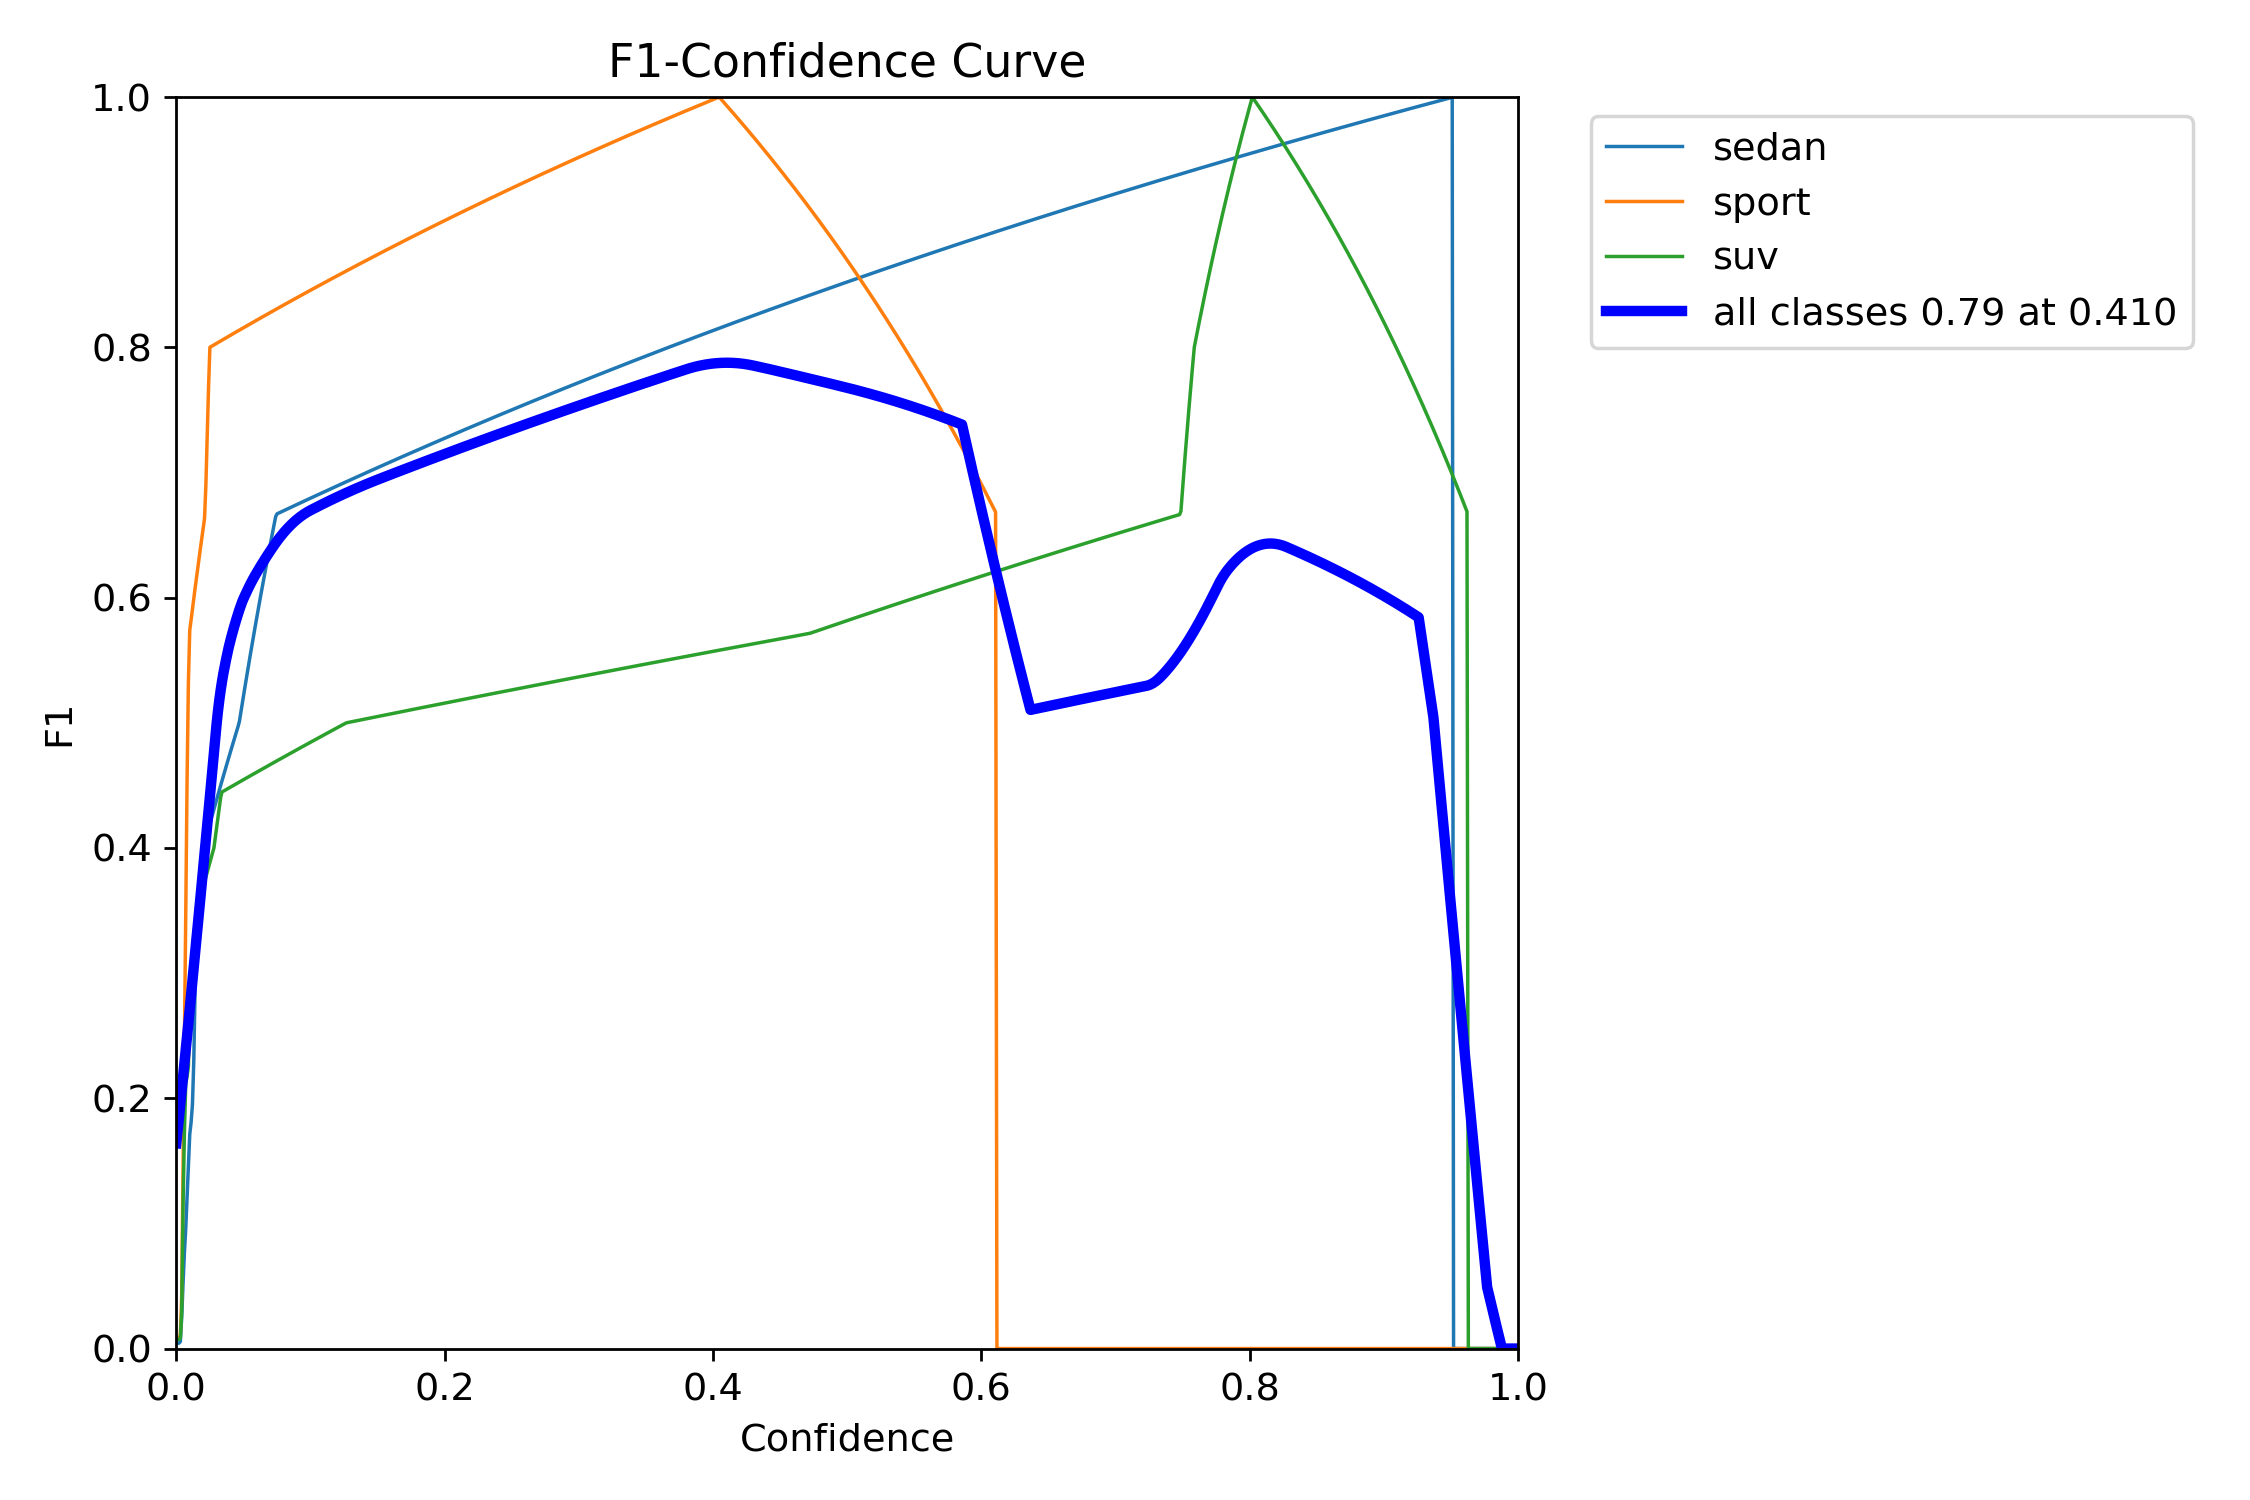 F1-Confidence Curve
1.0
0.8
0.6
0.4
0.2
0.0
F1
0.0 0.2 0.4 0.6 0.8 1.0
Confidence
sedan
sport
suv
all classes 0.79 at 0.410